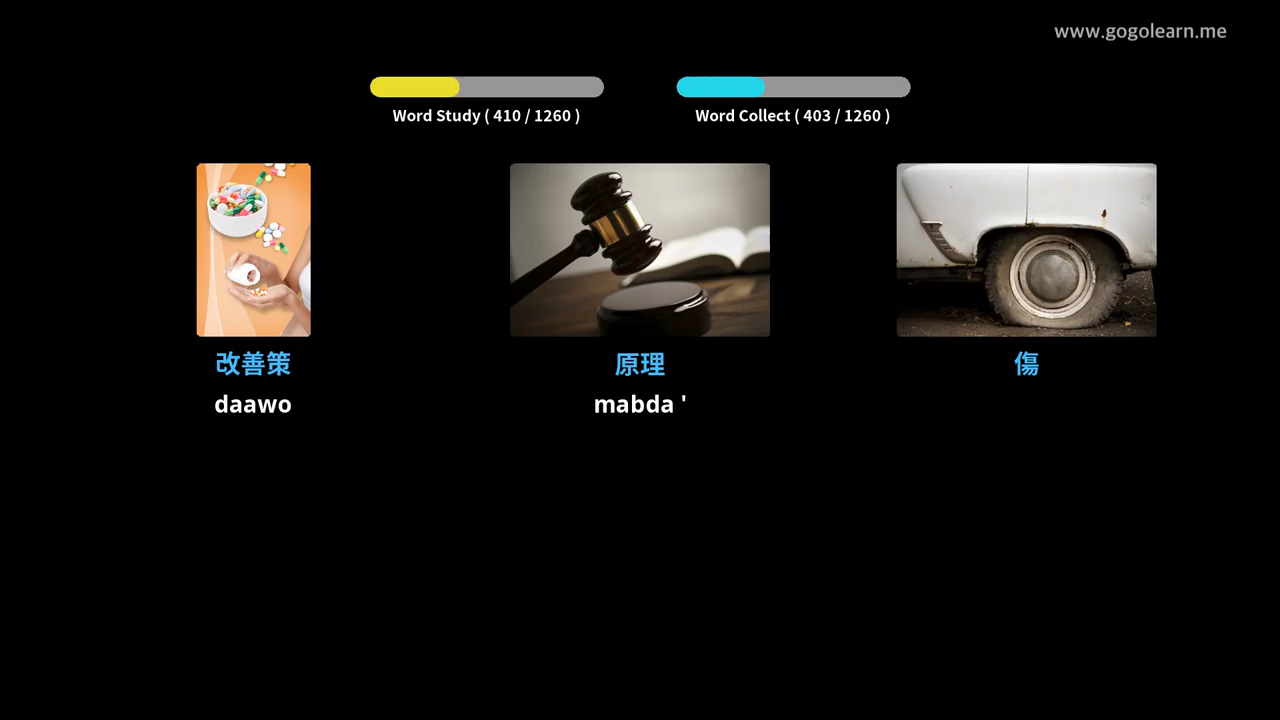 www.gogolearn.me
Word Study ( 410 / 1260 )
Word Collect ( 403 / 1260 )
改善策
daawo
原理
mabda '
傷